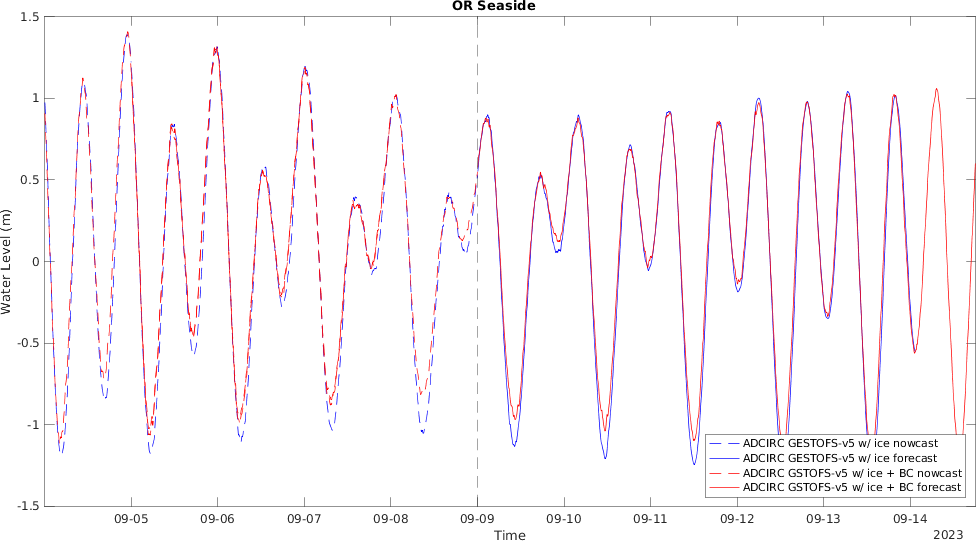 OR Seaside
1.5
1
0.5
0
-0.5
-1
-1.5
Water Level (m)
ADCIRC GESTOFS-v5 w/ ice nowcast
ADCIRC GESTOFS-v5 w/ ice forecast
ADCIRC GSTOFS-v5 w/ ice + BC nowcast
ADCIRC GSTOFS-v5 w/ ice + BC forecast
09-05 09-06 09-07 09-08 09-09 09-10 09-11 09-12 09-13 09-14
Time
2023